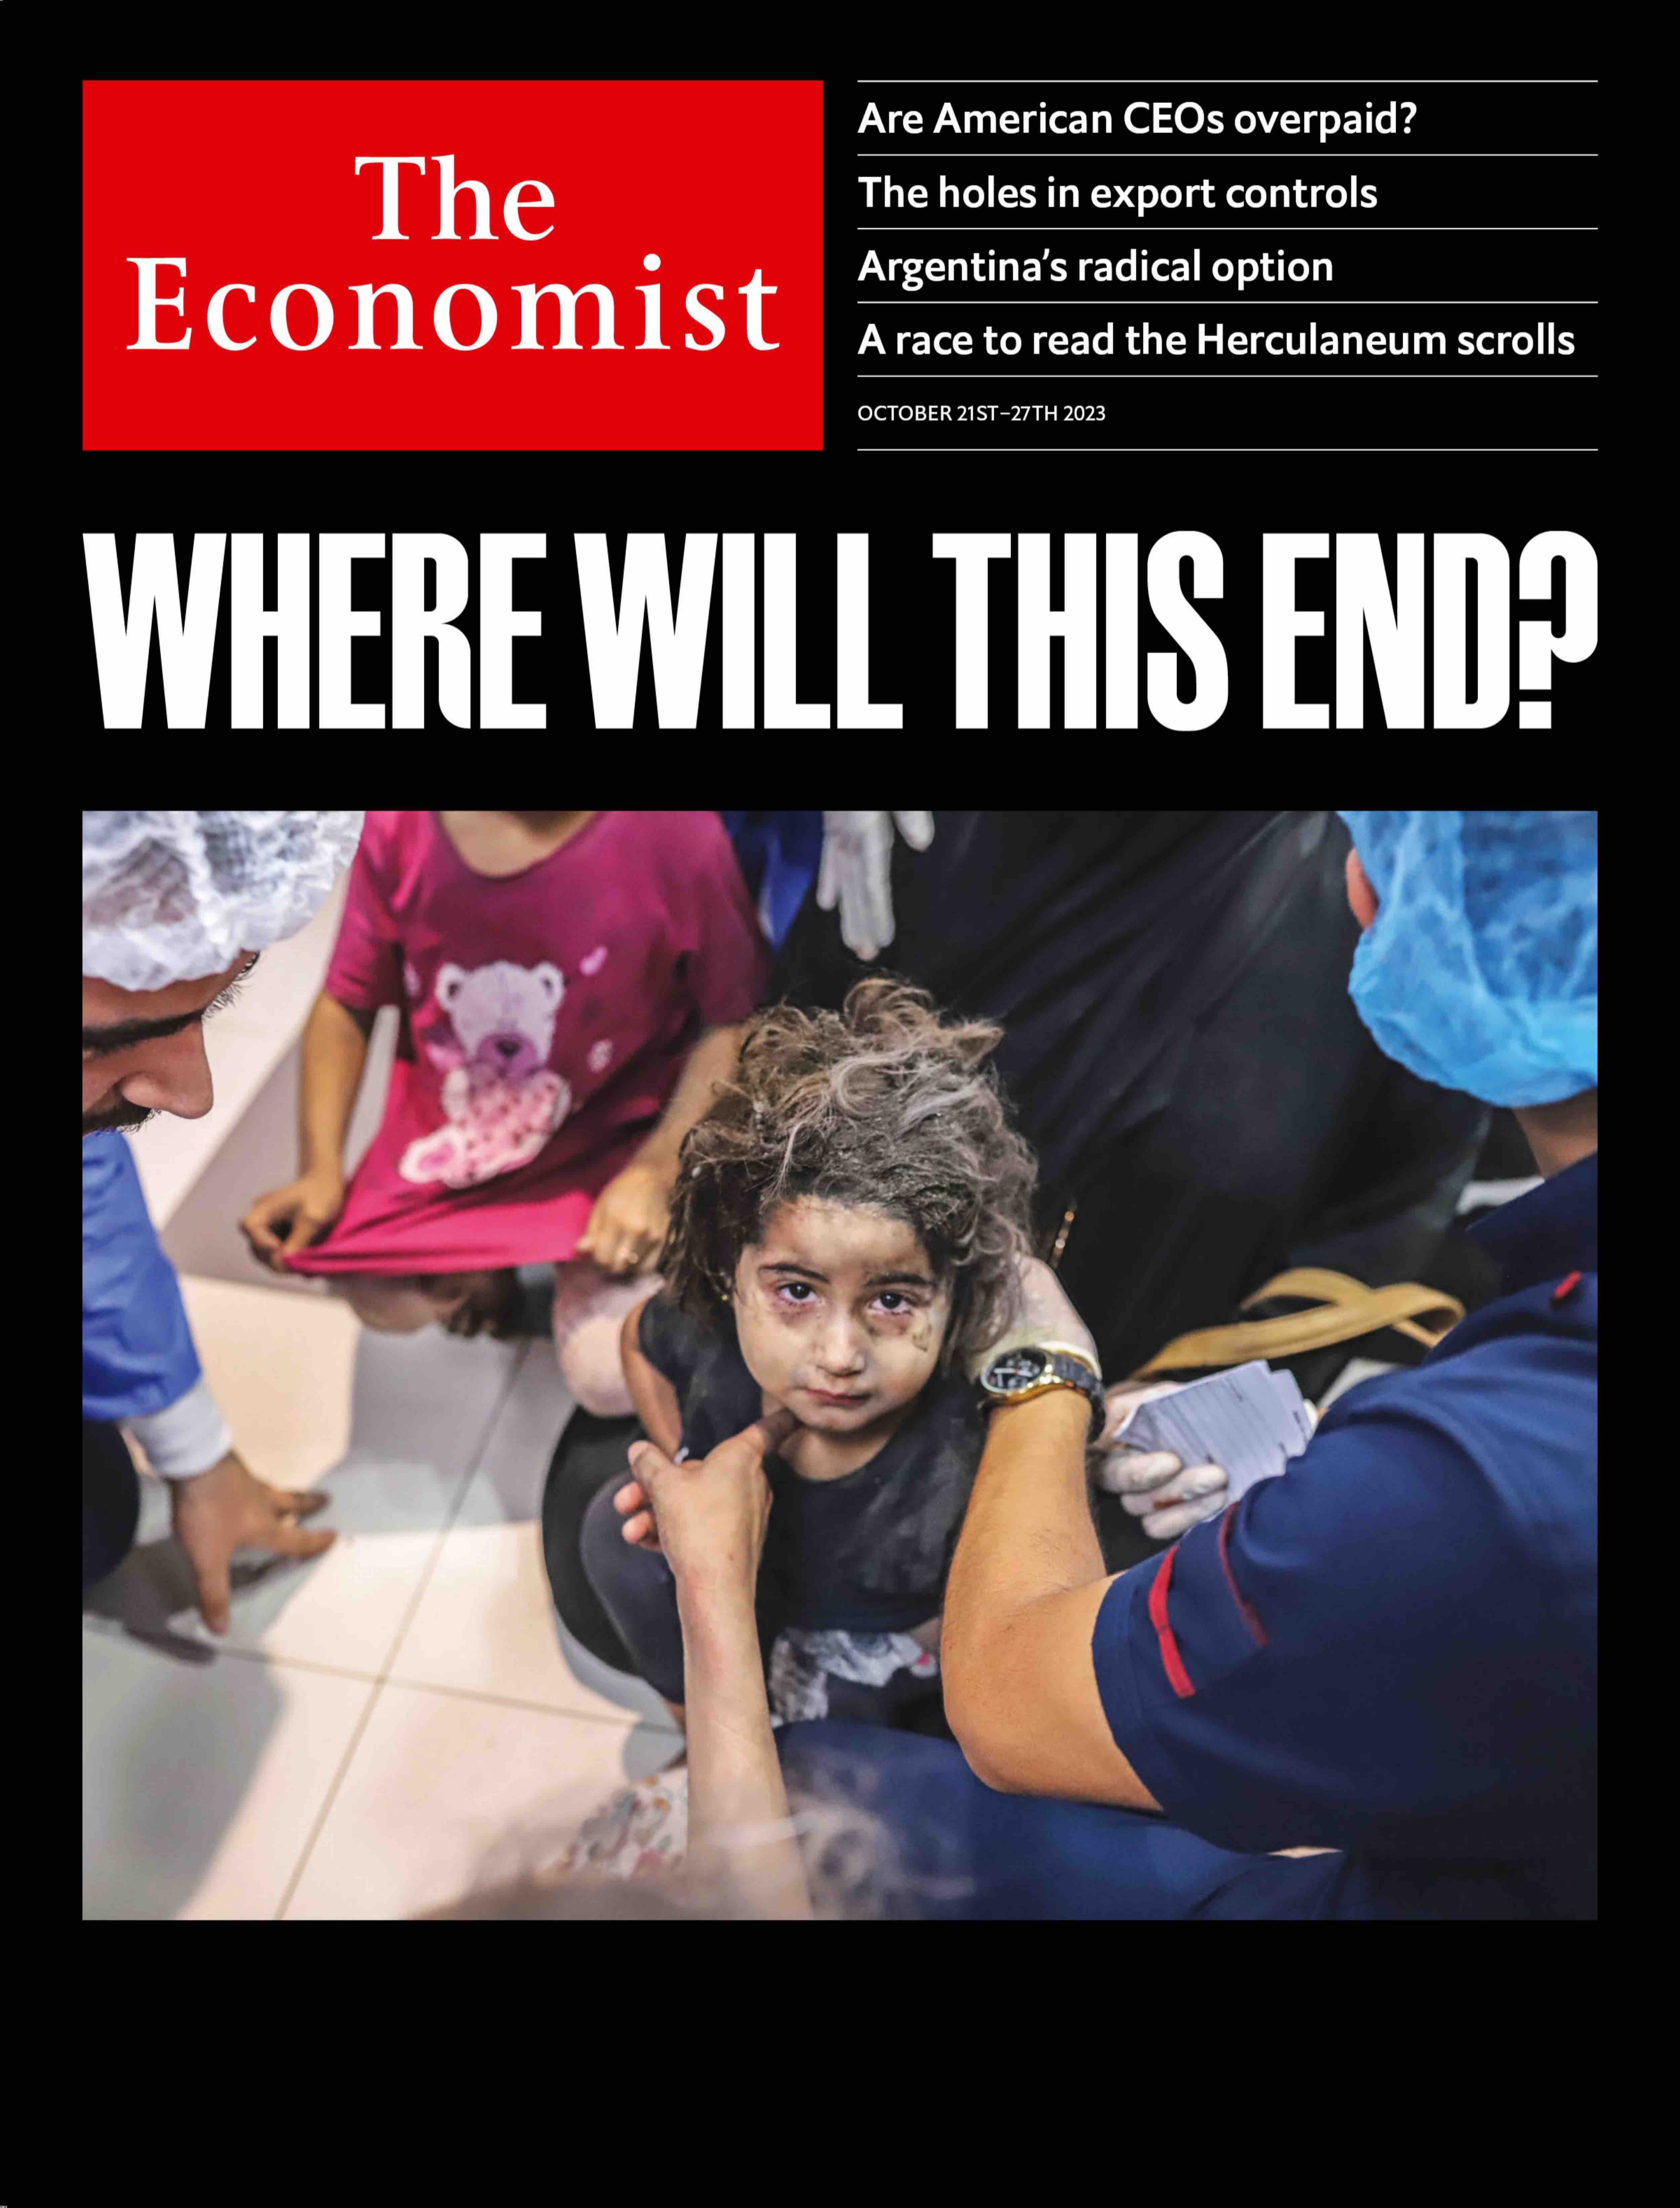 The
Economist
Are American CEOs overpaid?
The holes in export controls
Argentina’s radical option
A race to read the Herculaneum scrolls
OCTOBER 21ST–27TH 2023
WHERE WILL THIS END?